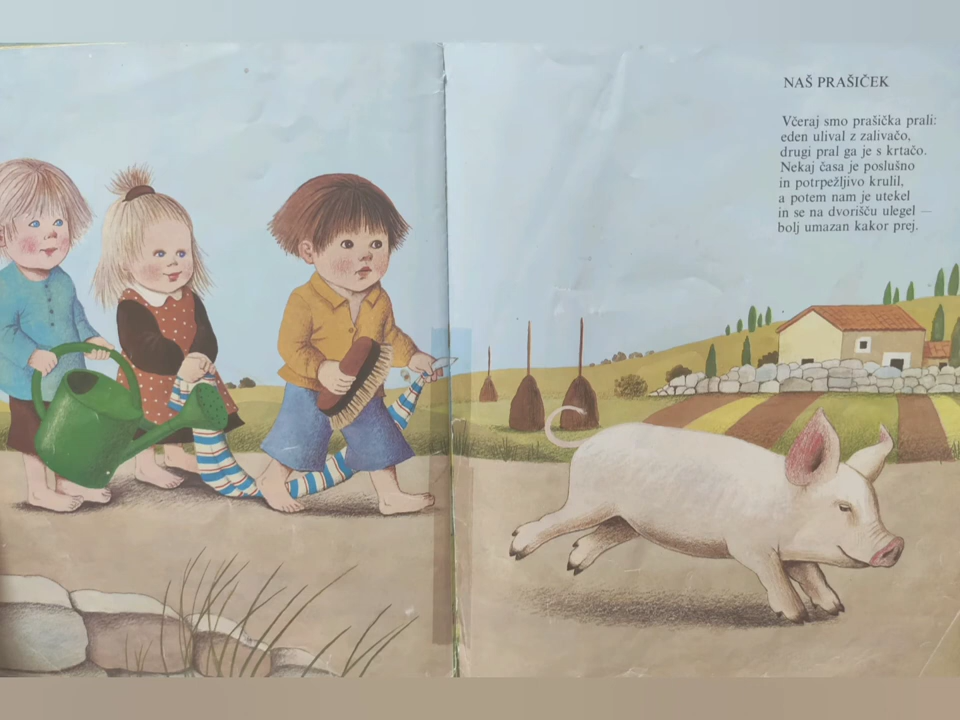 NAŠ PRAŠIČEK
Včeraj smo prašička prali:
eden ulival z zalivačo,
drugi pral ga je s krtačo.
Nekaj časa je poslušno
in potrpežljivo krulil,
a potem nam je utekel
in se na dvorišču ulegel —
bolj umazan kakor prej.